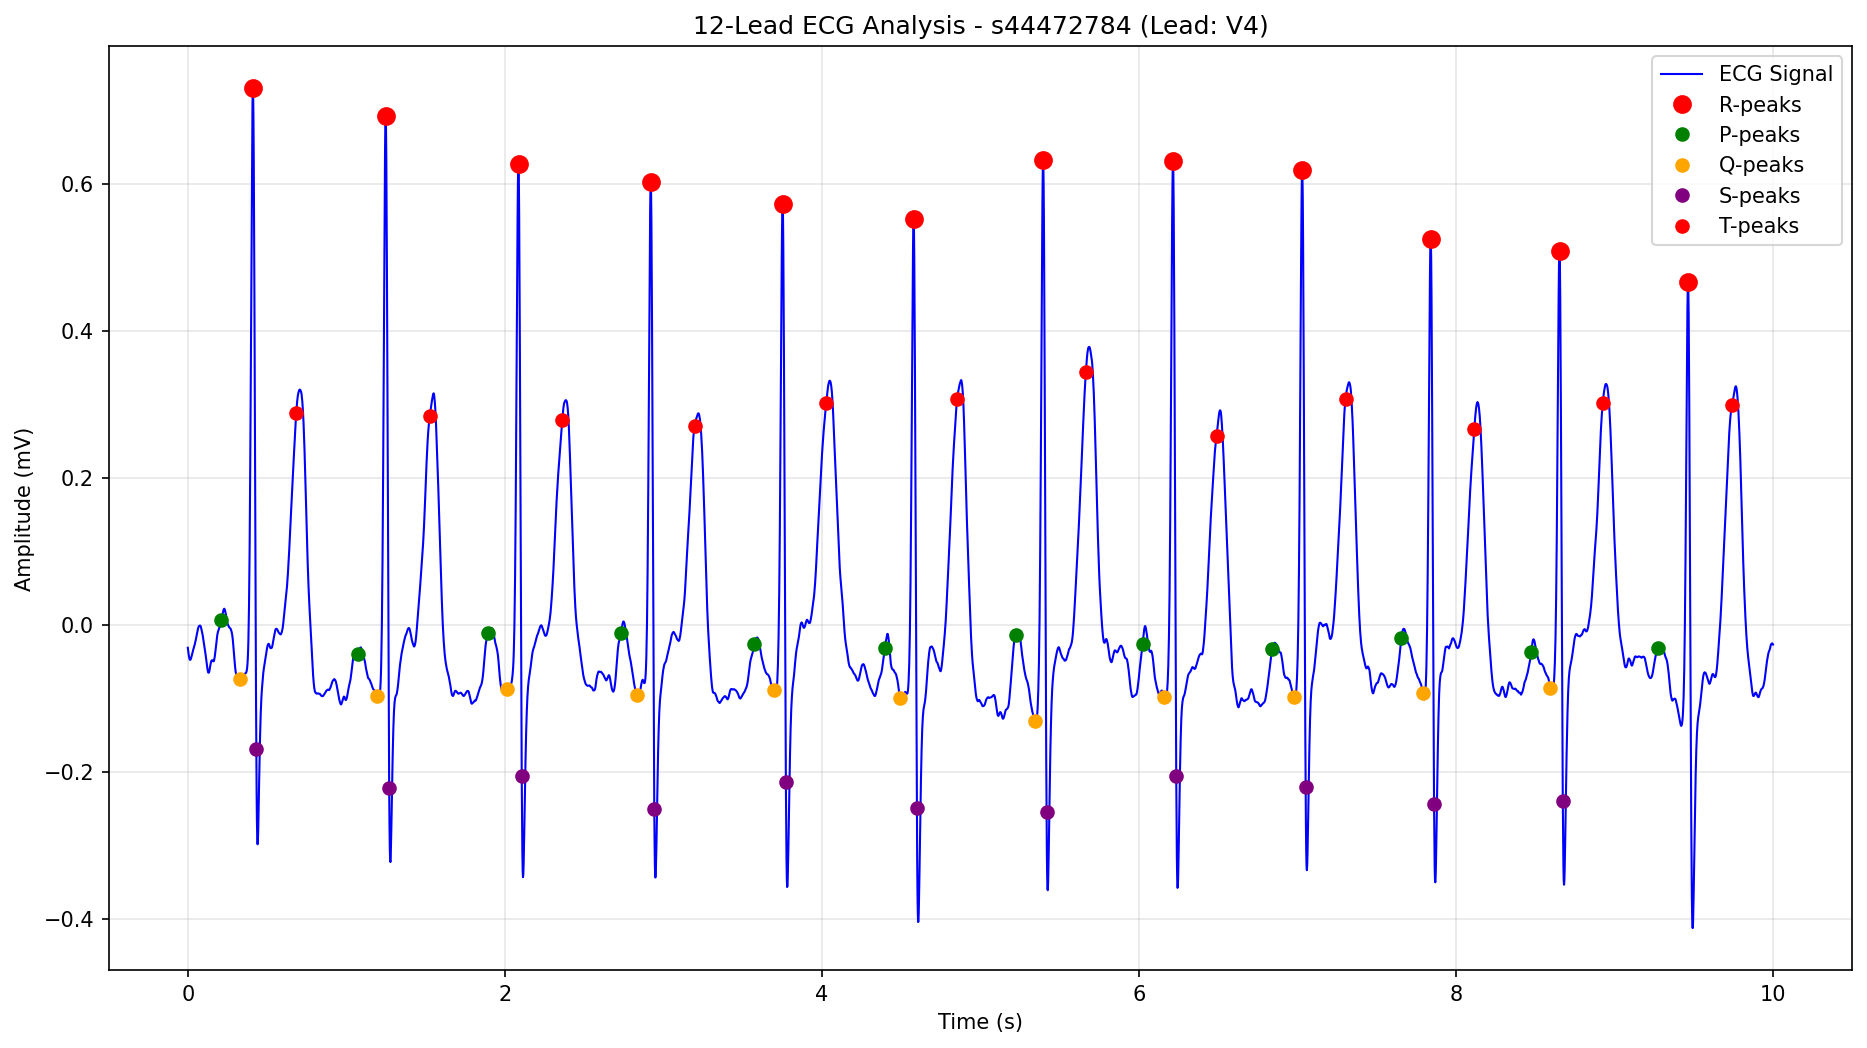 12-Lead ECG Analysis - s44472784 (Lead: V4)
ECG Signal
R-peaks
P-peaks
Q-peaks
S-peaks
T-peaks
Amplitude (mV)
0.6
0.4
0.2
0.0
−0.2
−0.4
0 2 4 6 8 10
Time (s)